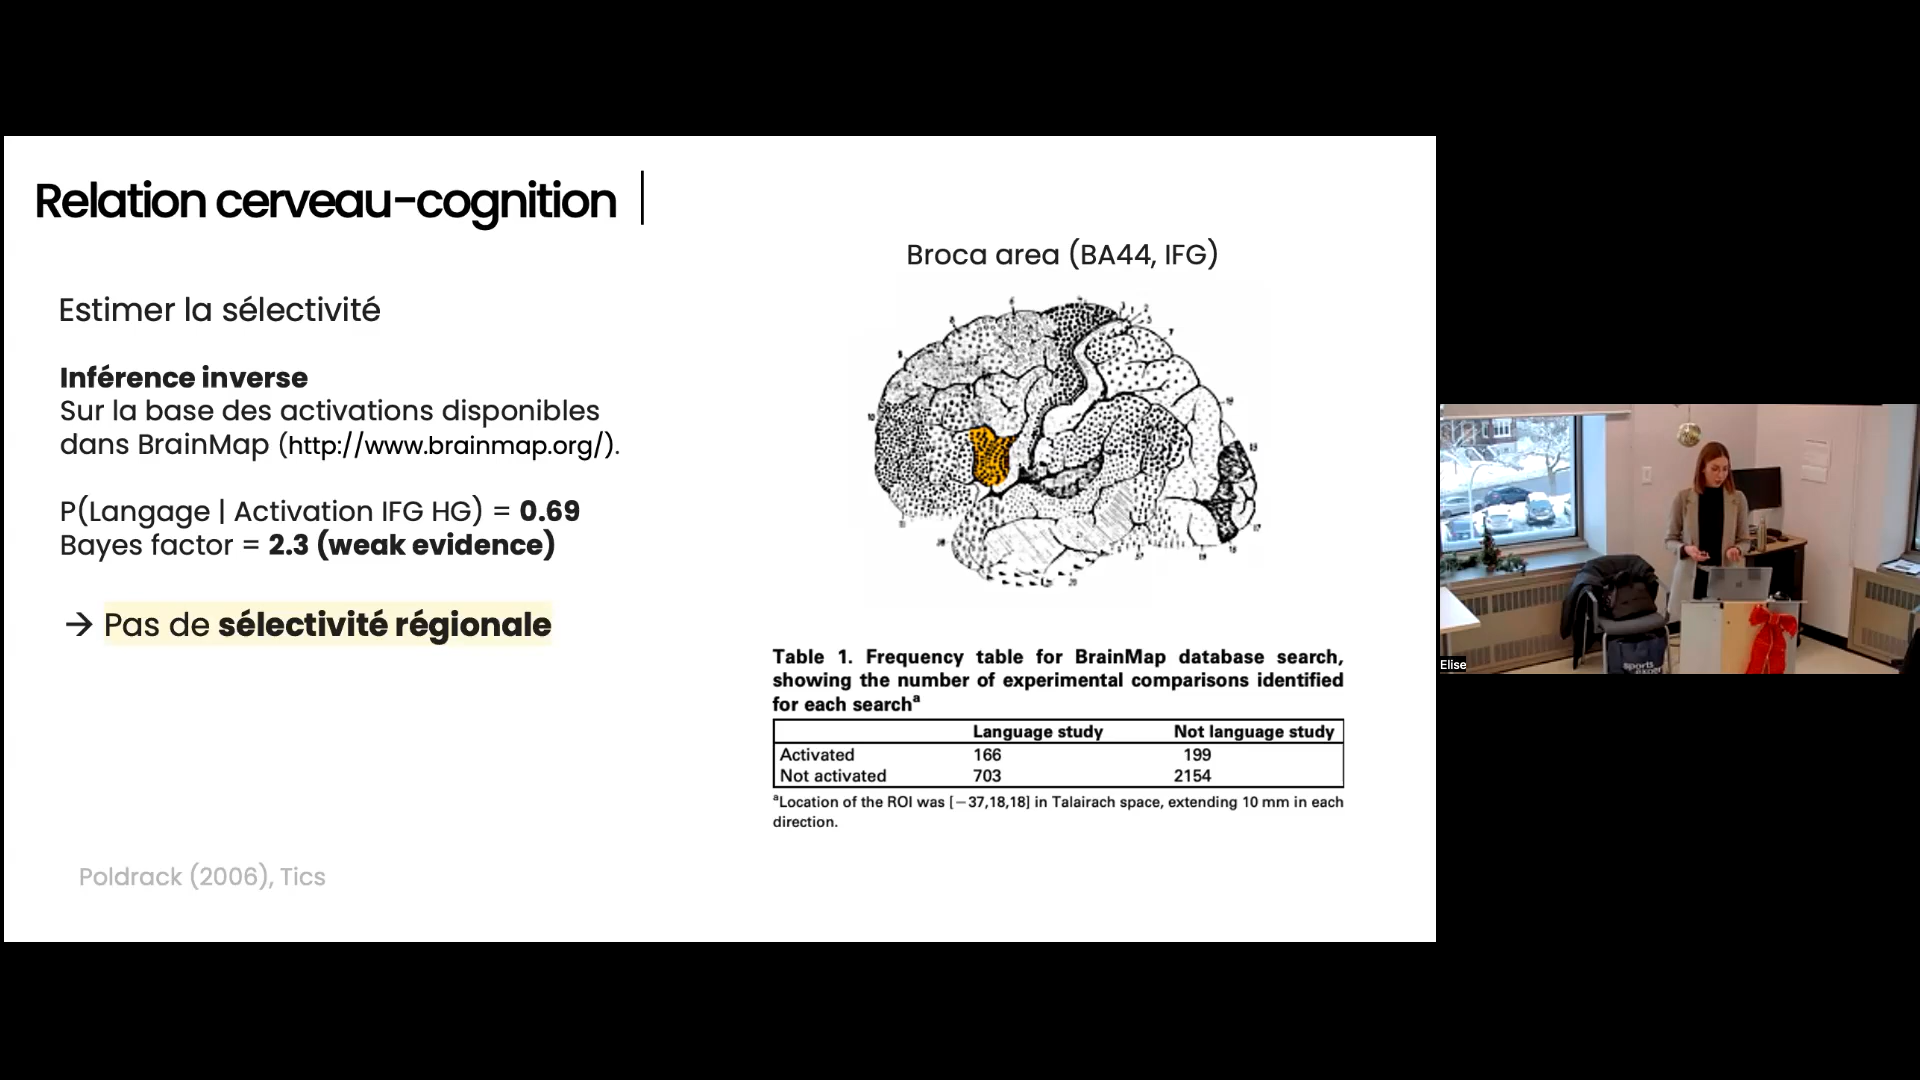 Relation cerveau-cognition
Estimer la sélectivité
Inférence inverse
Sur la base des activations disponibles
dans BrainMap (http://www.brainmap.org/).
P(Langage | Activation IFG HG) = 0.69
Bayes factor = 2.3 (weak evidence)
→ Pas de sélectivité régionale
Poldrack (2006), Tics
Broca area (BA44, IFG)
Table 1. Frequency table for BrainMap database search,
showing the number of experimental comparisons identified
for each searchᵃ
Language study Not language study
Activated 166 199
Not activated 703 2154
ᵃLocation of the ROI was [−37,18,18] in Talairach space, extending 10 mm in each
direction.
Elise
sports